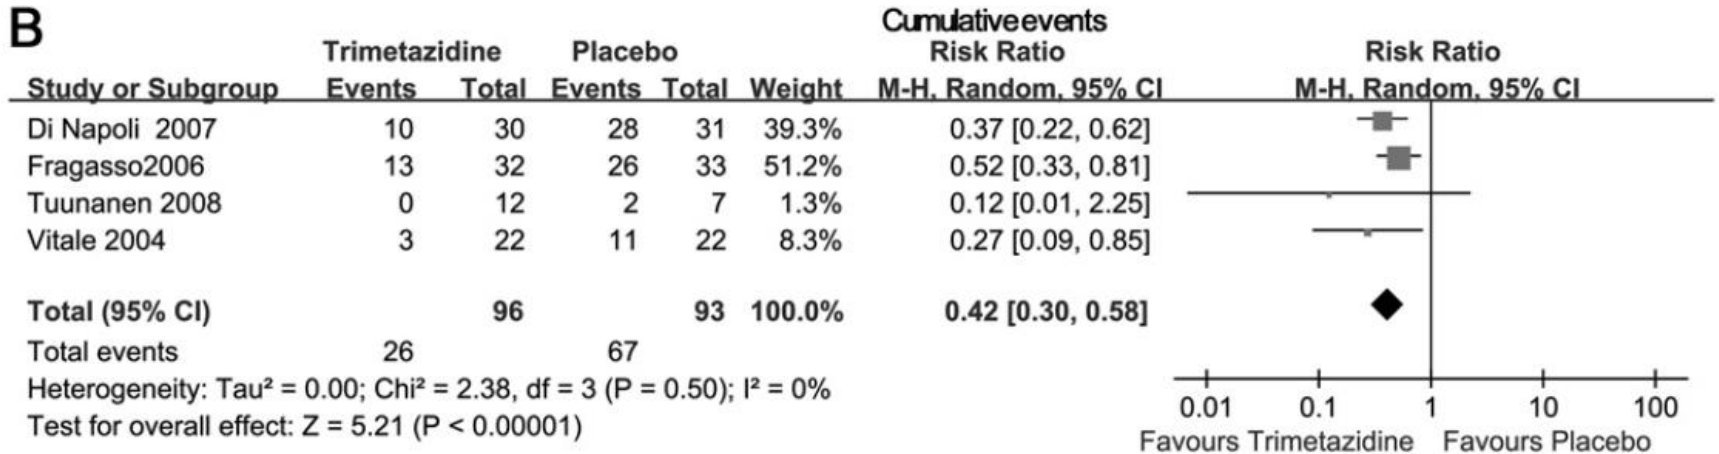 B
Cumulative events
Trimetazidine Placebo Risk Ratio Risk Ratio
Study or Subgroup Events Total Events Total Weight M-H, Random, 95% CI M-H, Random, 95% CI
Di Napoli 2007 10 30 28 31 39.3% 0.37 [0.22, 0.62]
Fragasso2006 13 32 26 33 51.2% 0.52 [0.33, 0.81]
Tuunanen 2008 0 12 2 7 1.3% 0.12 [0.01, 2.25]
Vitale 2004 3 22 11 22 8.3% 0.27 [0.09, 0.85]
Total (95% CI) 96 93 100.0% 0.42 [0.30, 0.58]
Total events 26 67
Heterogeneity: Tau² = 0.00; Chi² = 2.38, df = 3 (P = 0.50); I² = 0%
Test for overall effect: Z = 5.21 (P < 0.00001)
0.01 0.1 1 10 100
Favours Trimetazidine Favours Placebo